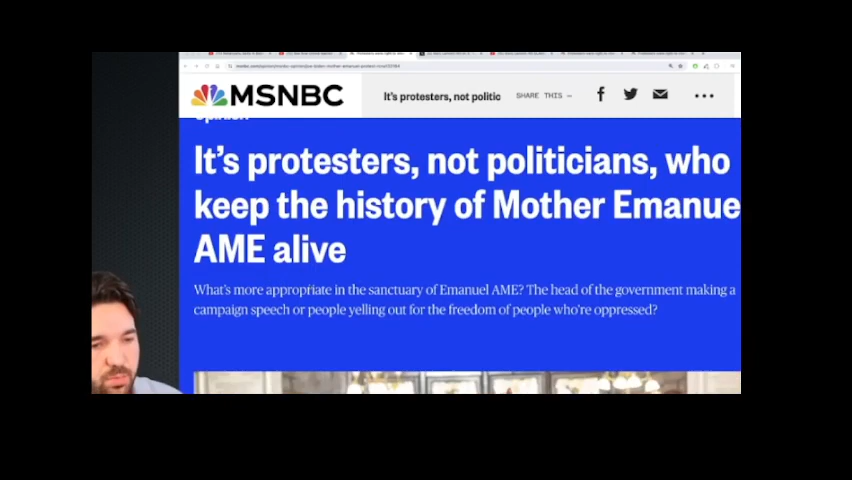 MSNBC
It's protesters, not politic
SHARE THIS –
Opinion
It's protesters, not politicians, who
keep the history of Mother Emanue
AME alive
What's more appropriate in the sanctuary of Emanuel AME? The head of the government making a
campaign speech or people yelling out for the freedom of people who're oppressed?